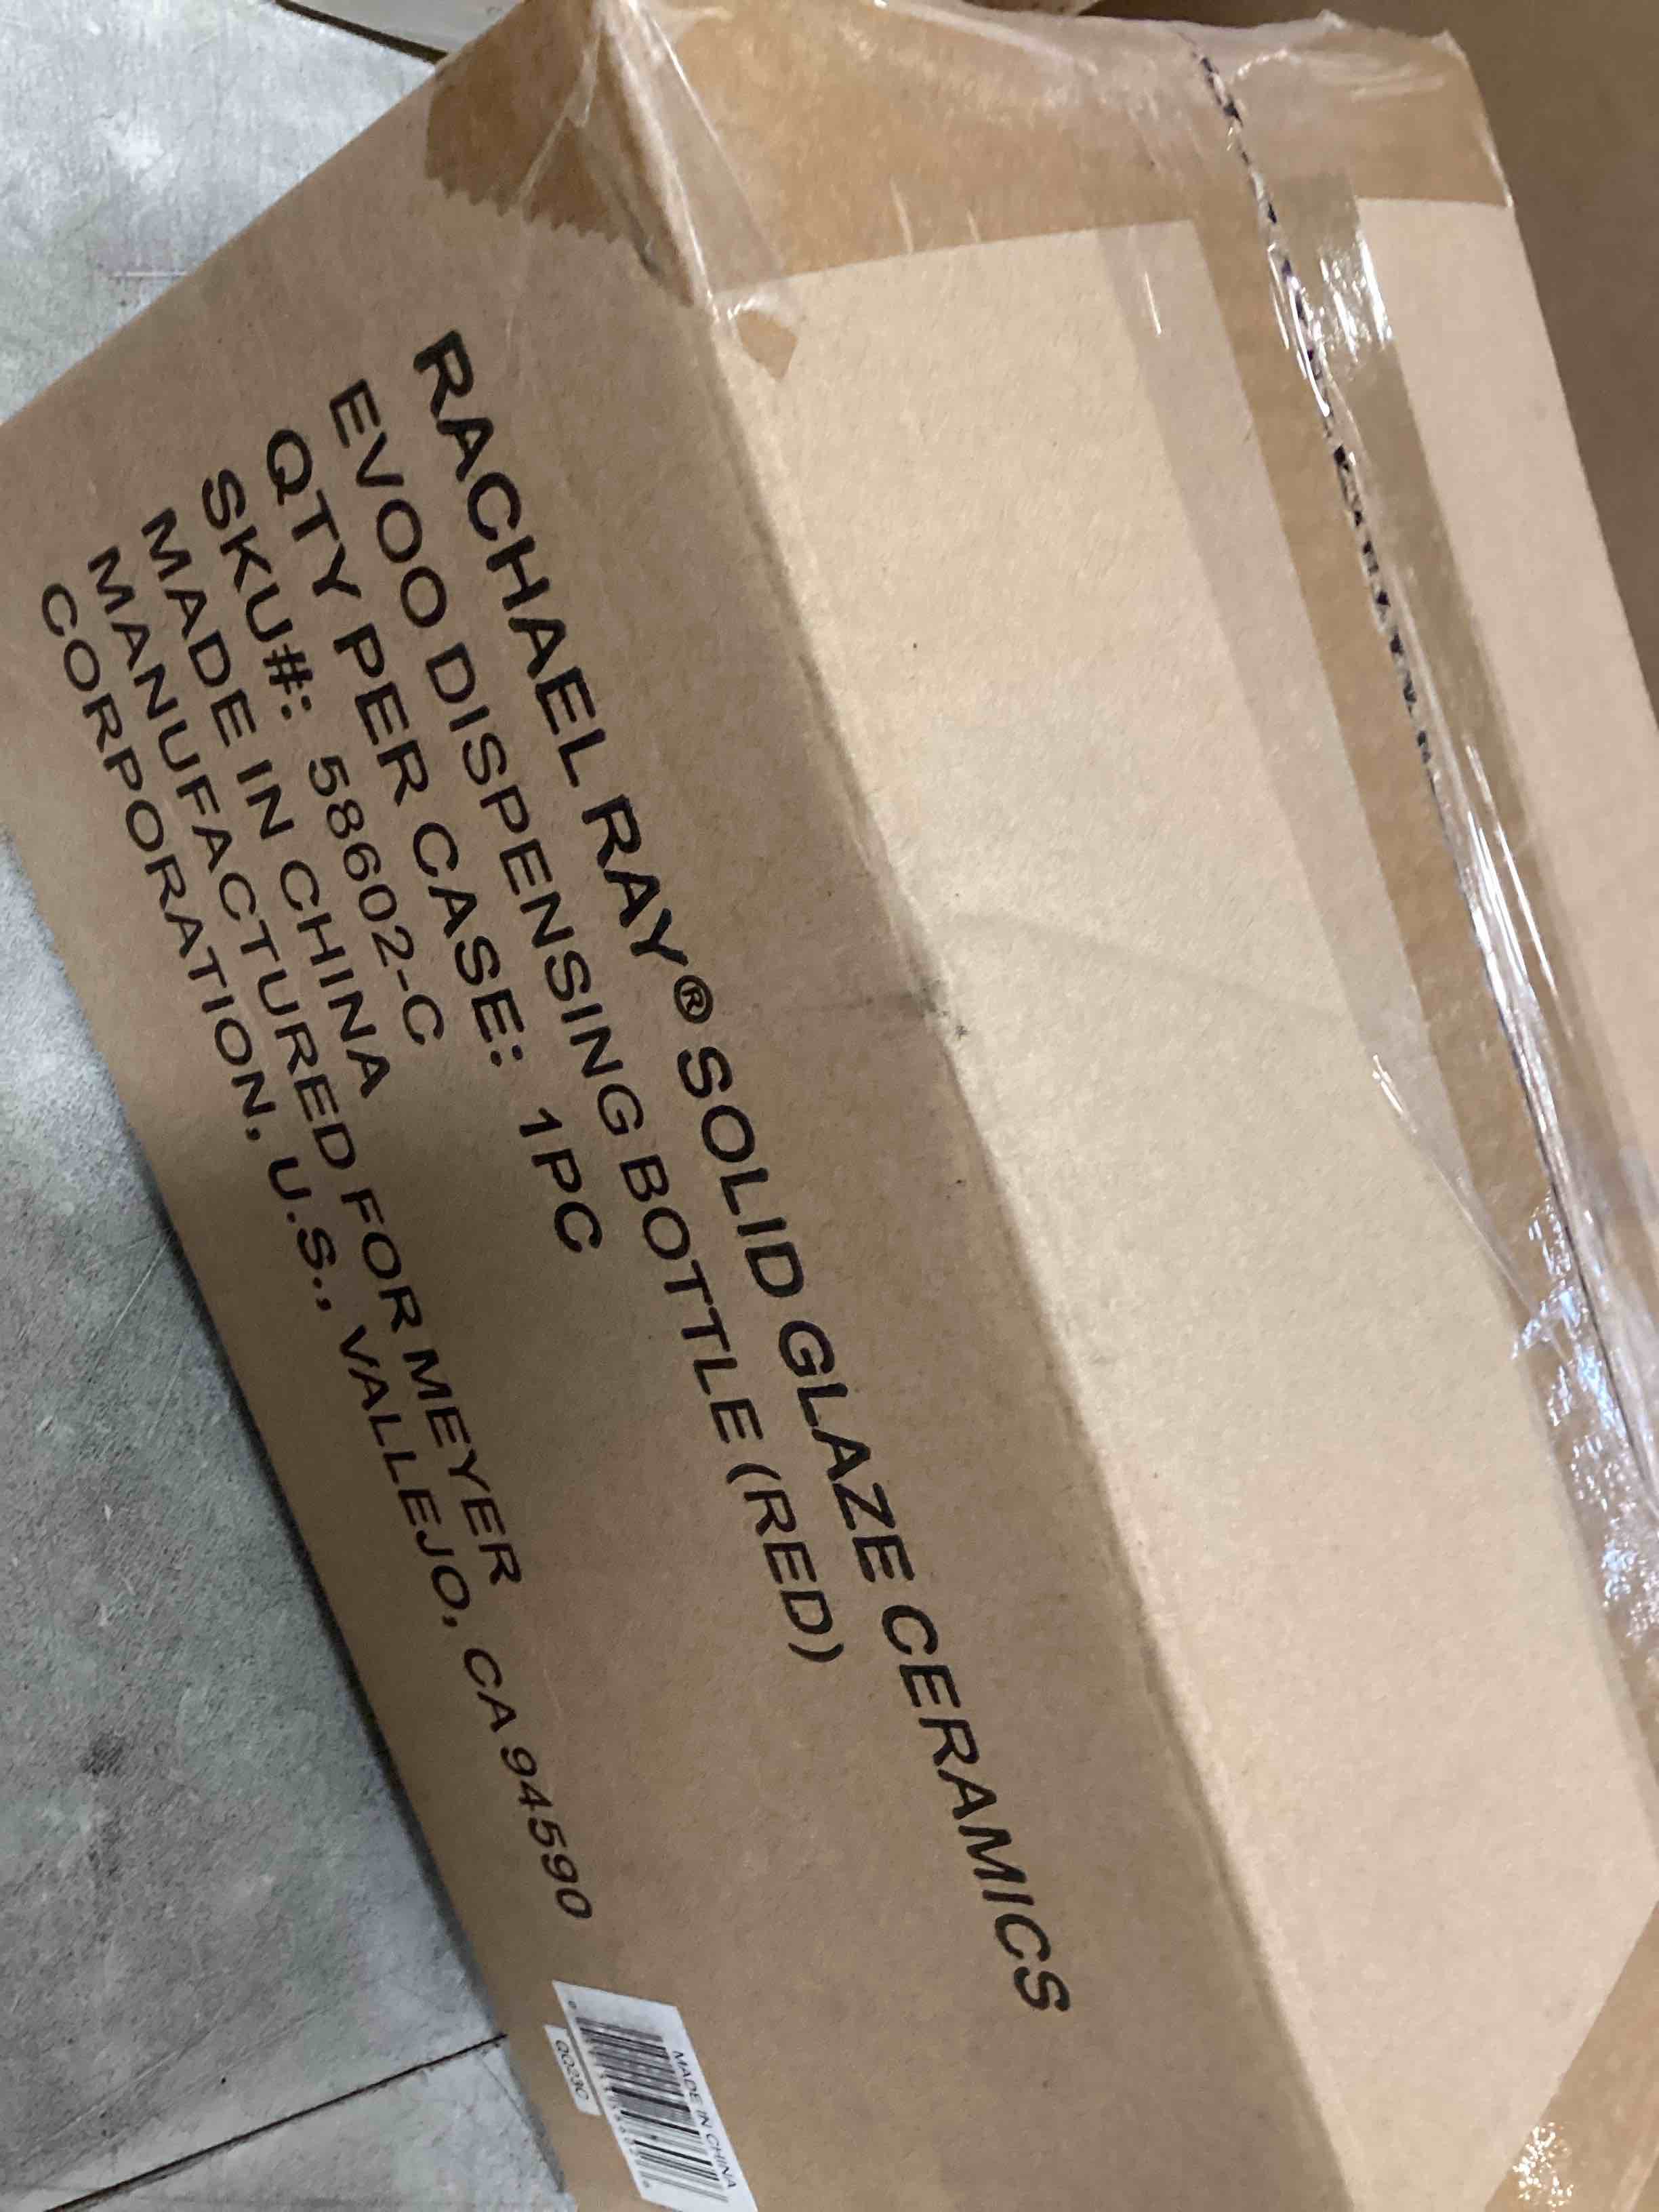 RACHAEL RAY® SOLID GLAZE CERAMICS
EVOO DISPENSING BOTTLE (RED)
QTY PER CASE: 1PC
SKU#: 58602-C
MADE IN CHINA
MANUFACTURED FOR MEYER
CORPORATION, U.S., VALLEJO, CA 94590
MADE IN CHINA